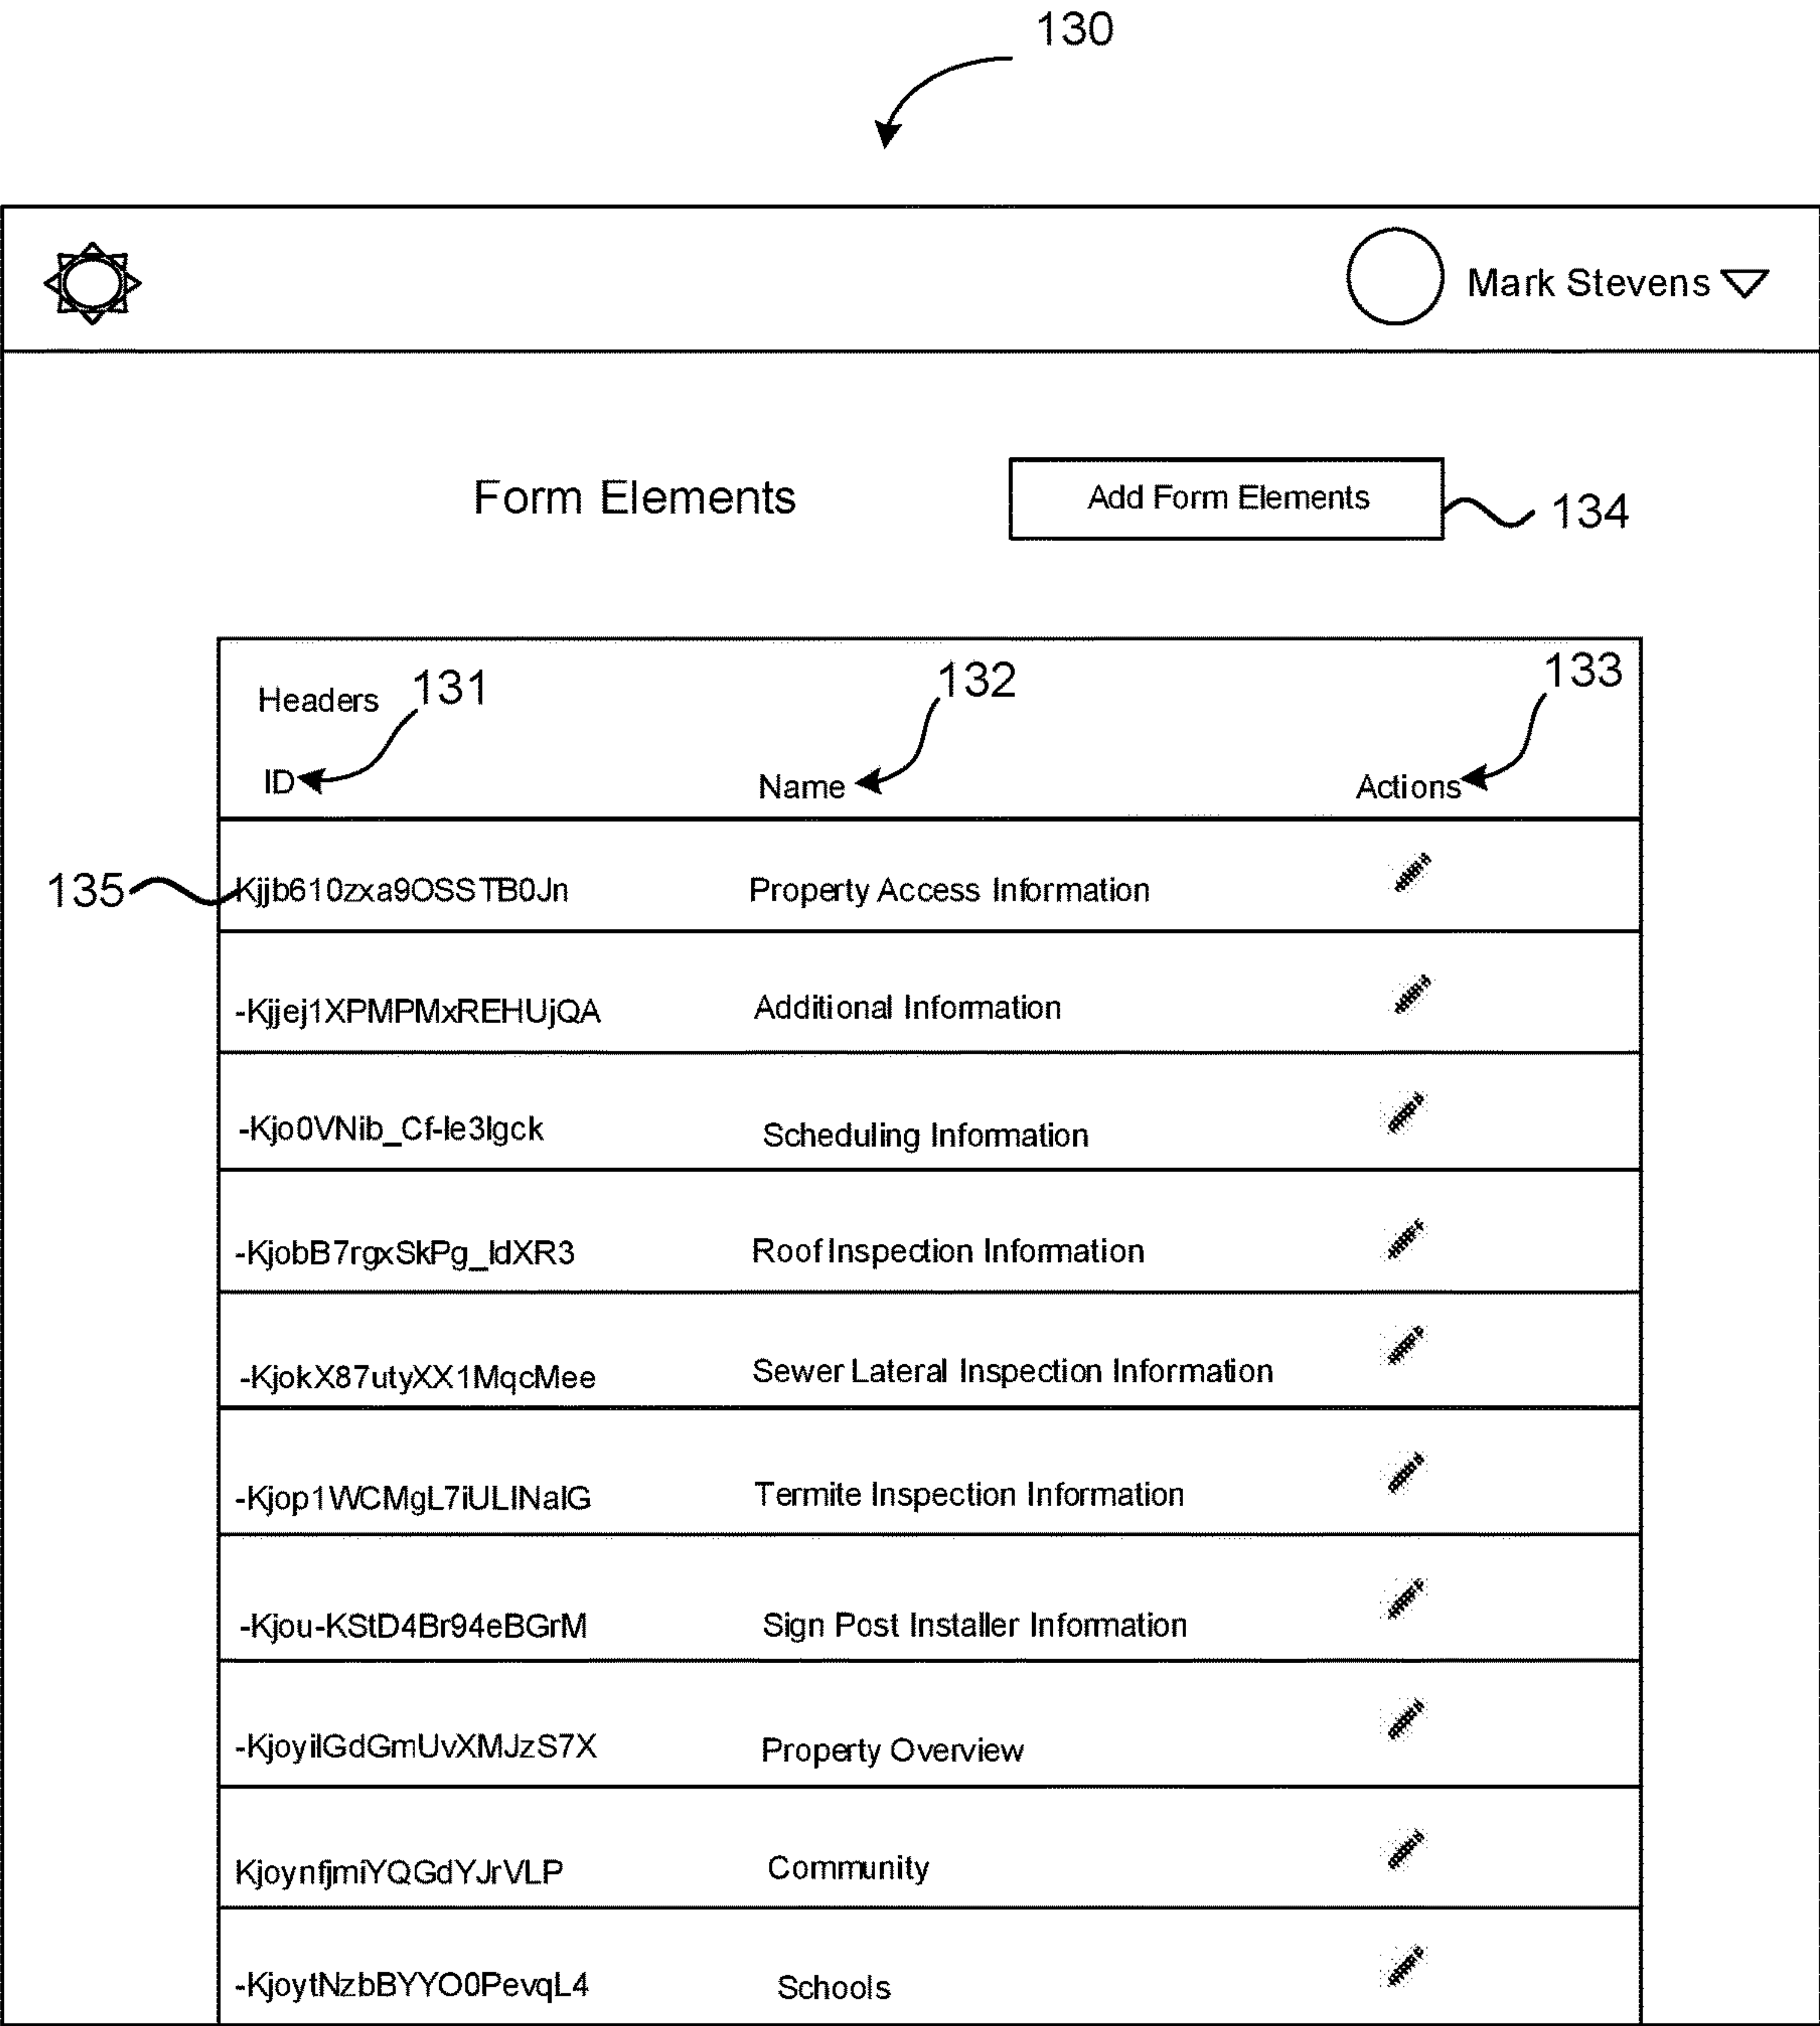 130
Mark Stevens
Form Elements
Add Form Elements
134
Headers
131
132
133
ID
Name
Actions
135
Kjjb610zxa9OSSTB0Jn
Property Access Information
-Kjjej1XPMPMxREHUjQA
Additional Information
-Kjo0VNib_Cf-le3lgck
Scheduling Information
-KjobB7rgxSkPg_ldXR3
Roof Inspection Information
-KjokX87utyXX1MqcMee
Sewer Lateral Inspection Information
-Kjop1WCMgL7iULlNalG
Termite Inspection Information
-Kjou-KStD4Br94eBGrM
Sign Post Installer Information
-KjoyilGdGmUvXMJzS7X
Property Overview
KjoynfjmiYQGdYJrVLP
Community
-KjoytNzbBYYO0PevqL4
Schools